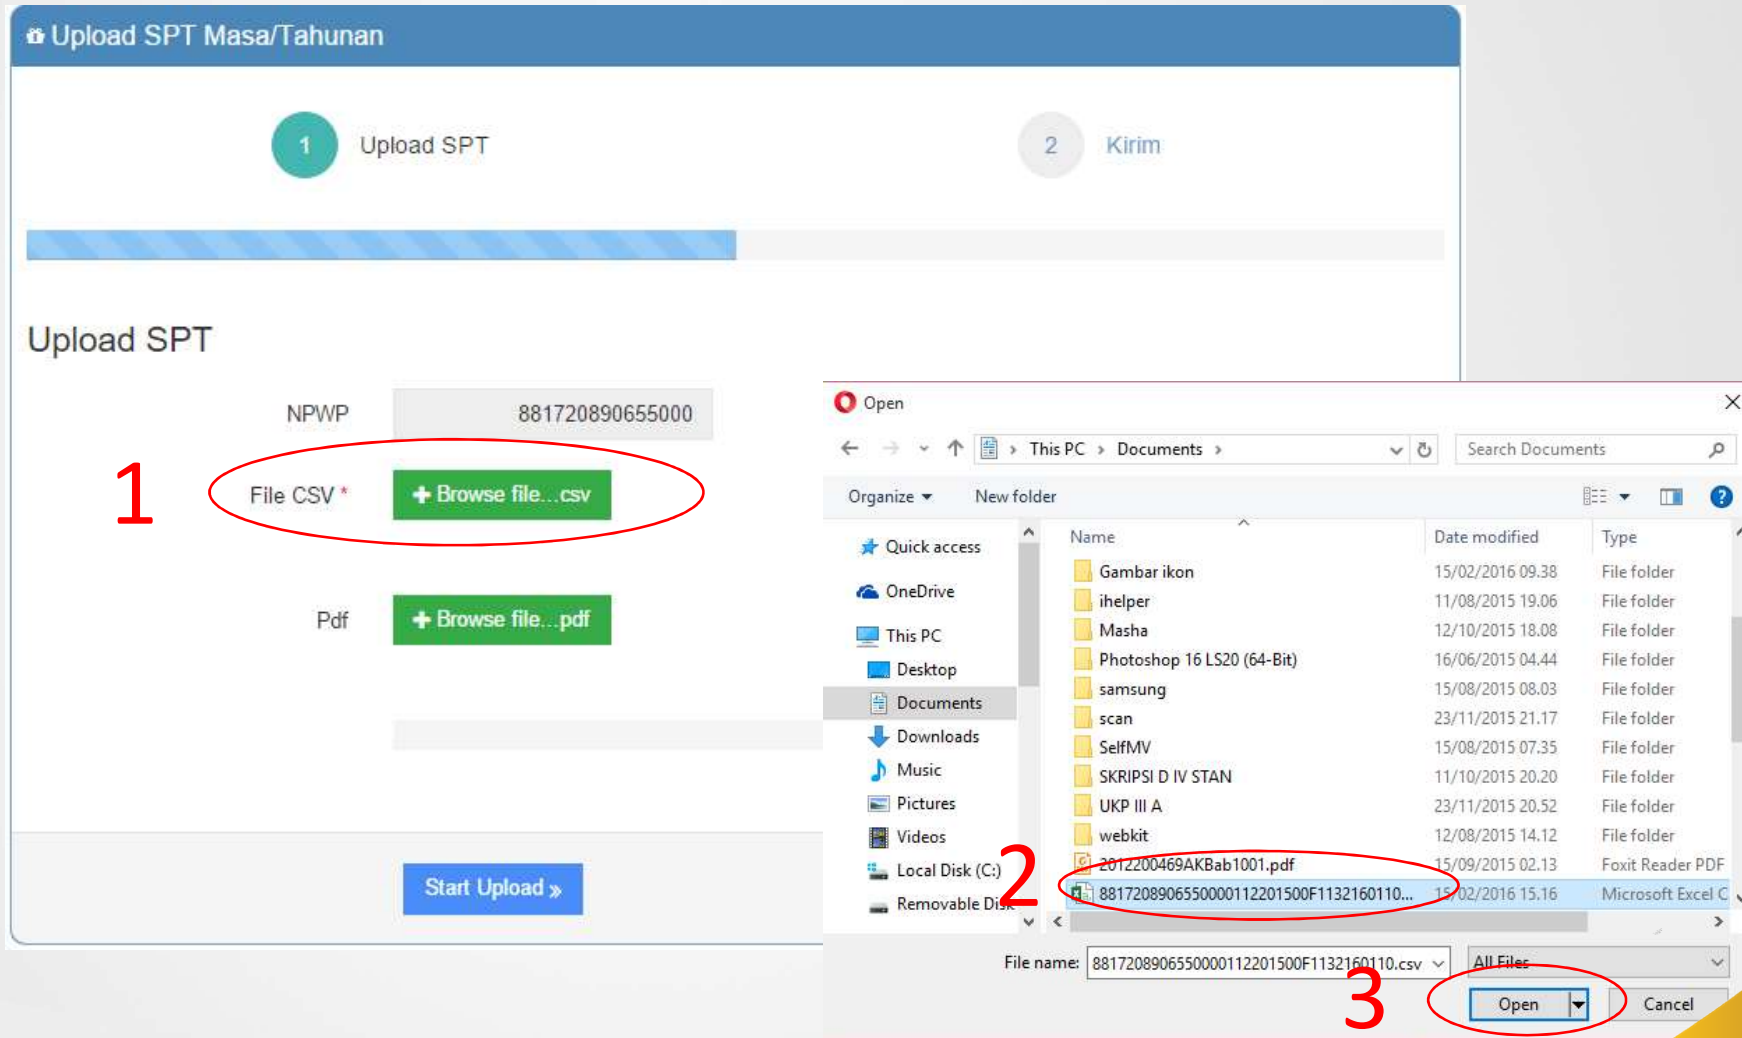 Upload SPT Masa/Tahunan
1 Upload SPT
2 Kirim
Upload SPT
NPWP 881720890655000
1
File CSV * Browse file...csv
Pdf Browse file...pdf
Start Upload »
Open
This PC › Documents ›
Search Documents
Organize New folder
Quick access
OneDrive
This PC
Desktop
Documents
Downloads
Music
Pictures
Videos
Local Disk (C:)
Removable Disk
Name Date modified Type
Gambar ikon 15/02/2016 09.38 File folder
ihelper 11/08/2015 19.06 File folder
Masha 12/10/2015 18.08 File folder
Photoshop 16 LS20 (64-Bit) 16/06/2015 04.44 File folder
samsung 15/08/2015 08.03 File folder
scan 23/11/2015 21.17 File folder
SelfMV 15/08/2015 07.35 File folder
SKRIPSI D IV STAN 11/10/2015 20.20 File folder
UKP III A 23/11/2015 20.52 File folder
webkit 12/08/2015 14.12 File folder
2012200469AKBab1001.pdf 15/09/2015 02.13 Foxit Reader PDF
2
8817208906550000112201500F1132160110... 15/02/2016 15.16 Microsoft Excel C
File name: 8817208906550000112201500F1132160110.csv All Files
3
Open Cancel